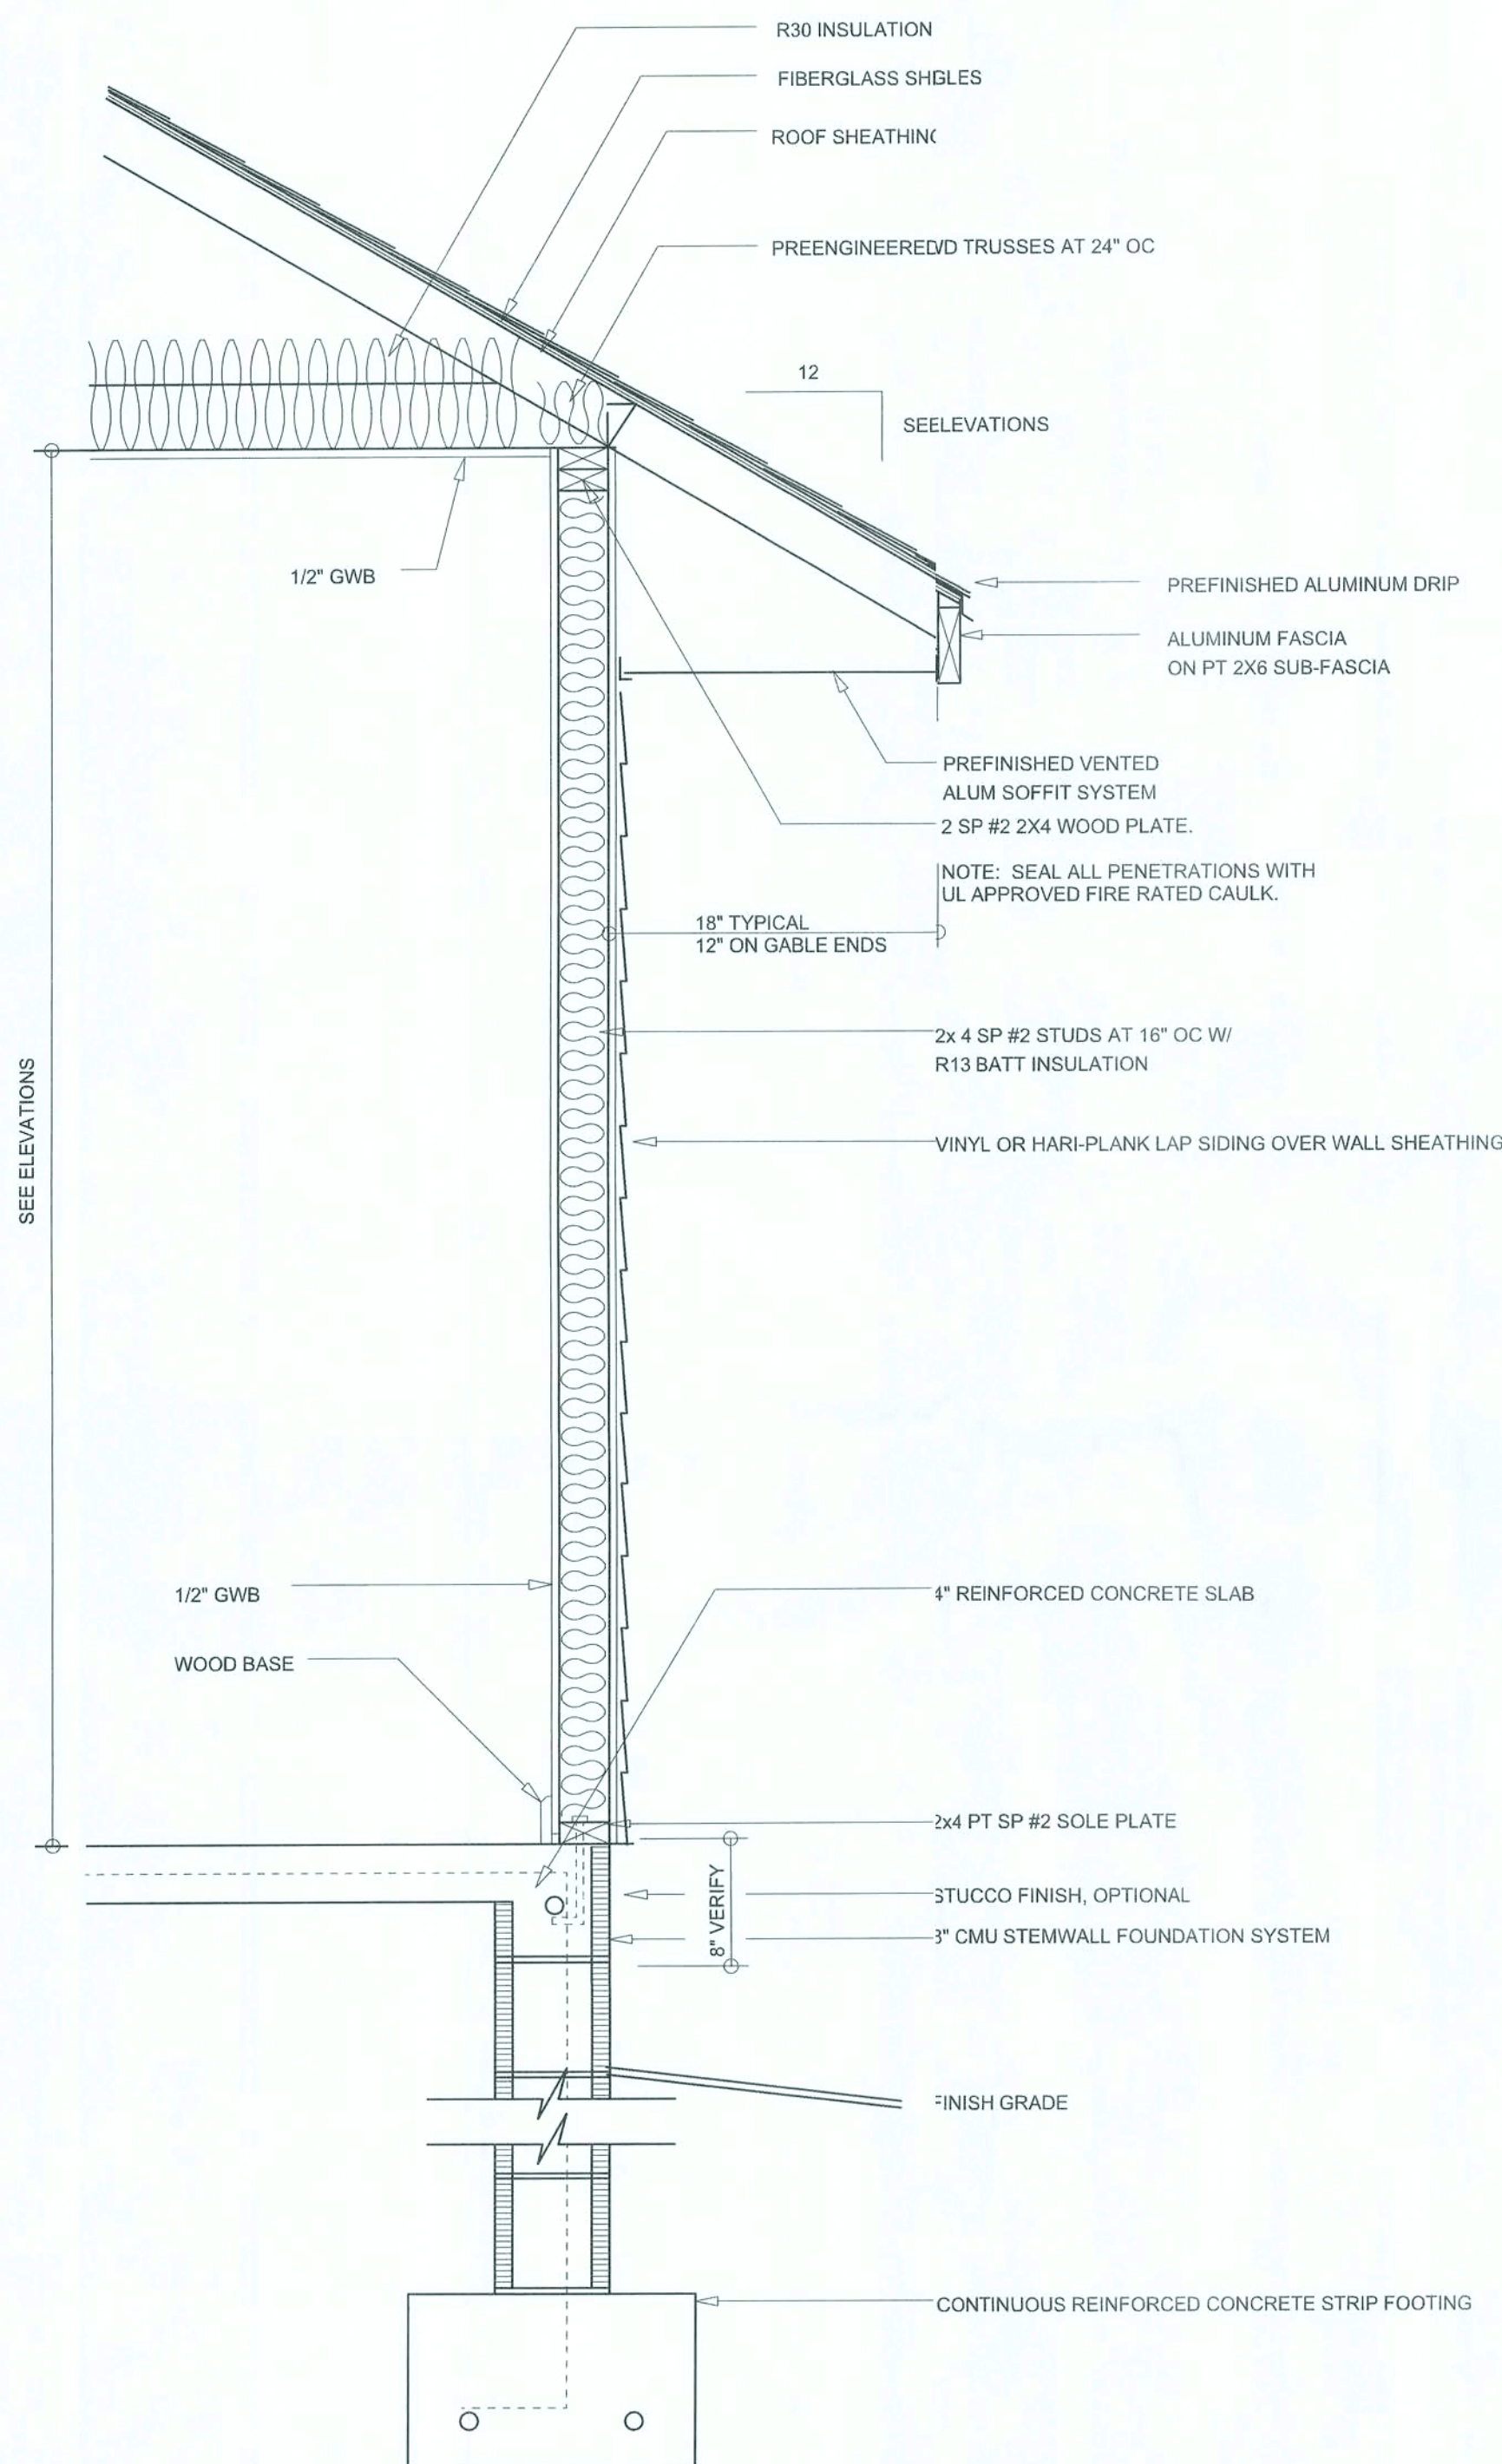 R30 INSULATION
FIBERGLASS SHGLES
ROOF SHEATHING
PREENGINEERED TRUSSES AT 24" OC
12
SEE ELEVATIONS
1/2" GWB
PREFINISHED ALUMINUM DRIP
ALUMINUM FASCIA
ON PT 2X6 SUB-FASCIA
PREFINISHED VENTED
ALUM SOFFIT SYSTEM
2 SP #2 2X4 WOOD PLATE.
NOTE: SEAL ALL PENETRATIONS WITH
UL APPROVED FIRE RATED CAULK.
18" TYPICAL
12" ON GABLE ENDS
2x 4 SP #2 STUDS AT 16" OC W/
R13 BATT INSULATION
SEE ELEVATIONS
VINYL OR HARI-PLANK LAP SIDING OVER WALL SHEATHING
1/2" GWB
4" REINFORCED CONCRETE SLAB
WOOD BASE
2x4 PT SP #2 SOLE PLATE
8" VERIFY
STUCCO FINISH, OPTIONAL
CMU STEMWALL FOUNDATION SYSTEM
FINISH GRADE
CONTINUOUS REINFORCED CONCRETE STRIP FOOTING